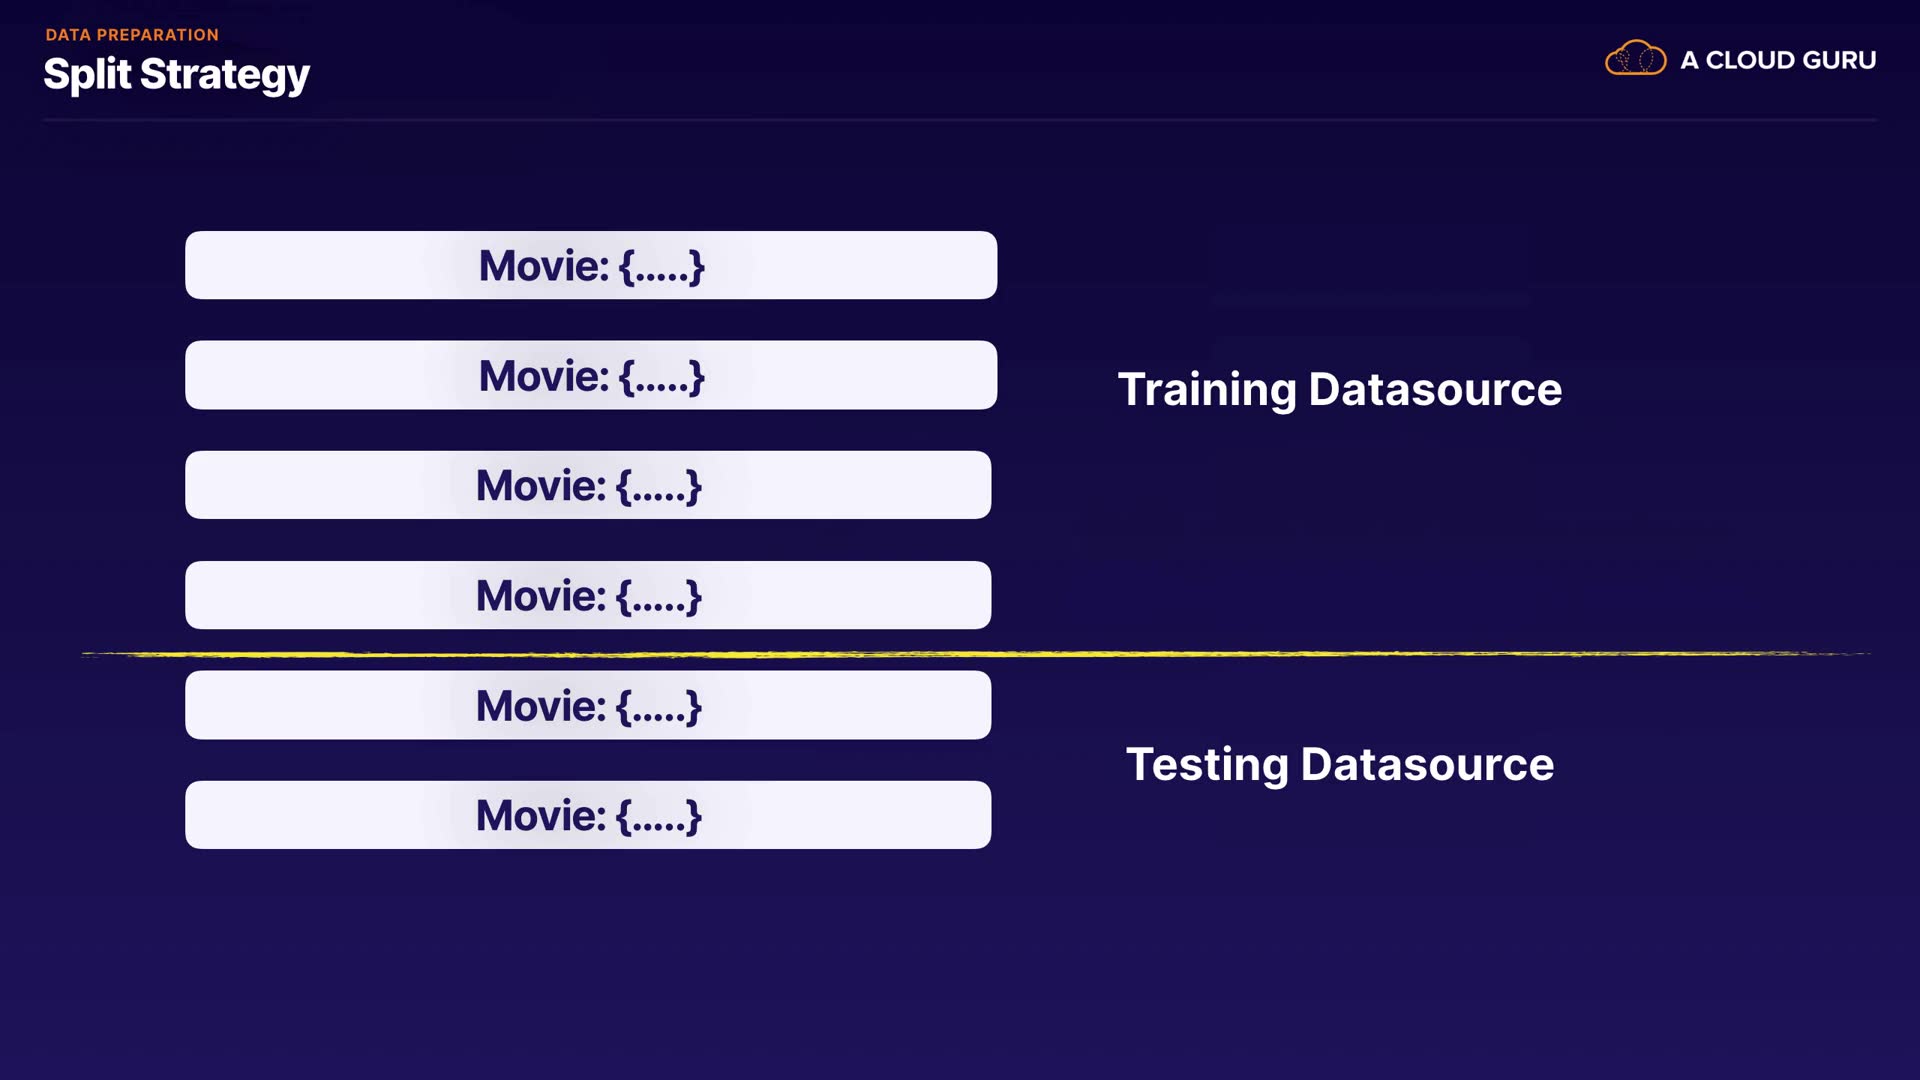 DATA PREPARATION
Split Strategy
A CLOUD GURU
Movie: {.....}
Movie: {.....}
Training Datasource
Movie: {.....}
Movie: {.....}
Movie: {.....}
Testing Datasource
Movie: {.....}